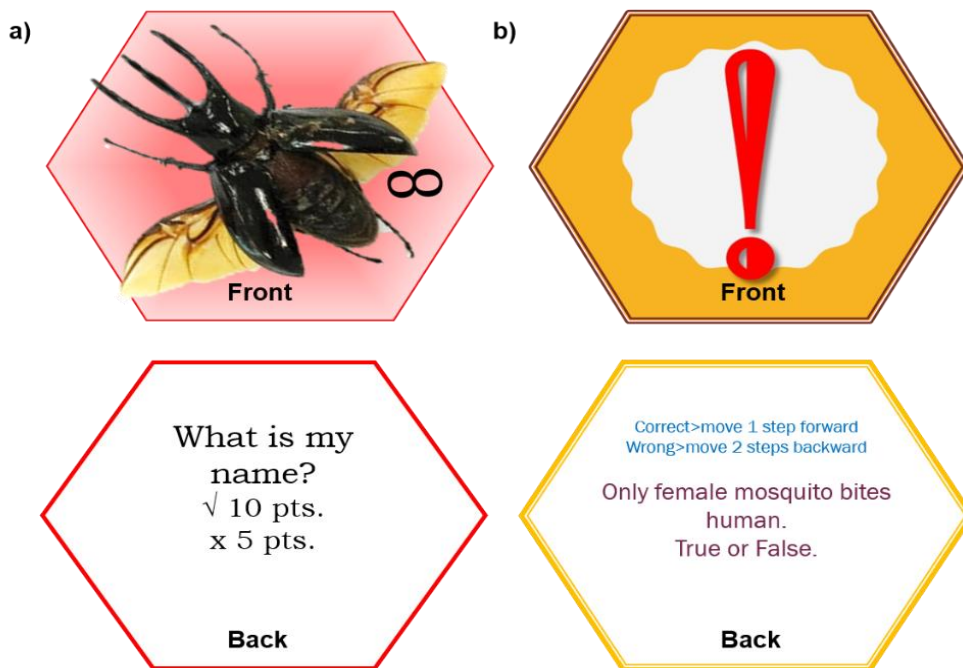 a)
8
Front
What is my
name?
√ 10 pts.
x 5 pts.
Back
b)
!
Front
Correct>move 1 step forward
Wrong>move 2 steps backward
Only female mosquito bites
human.
True or False.
Back